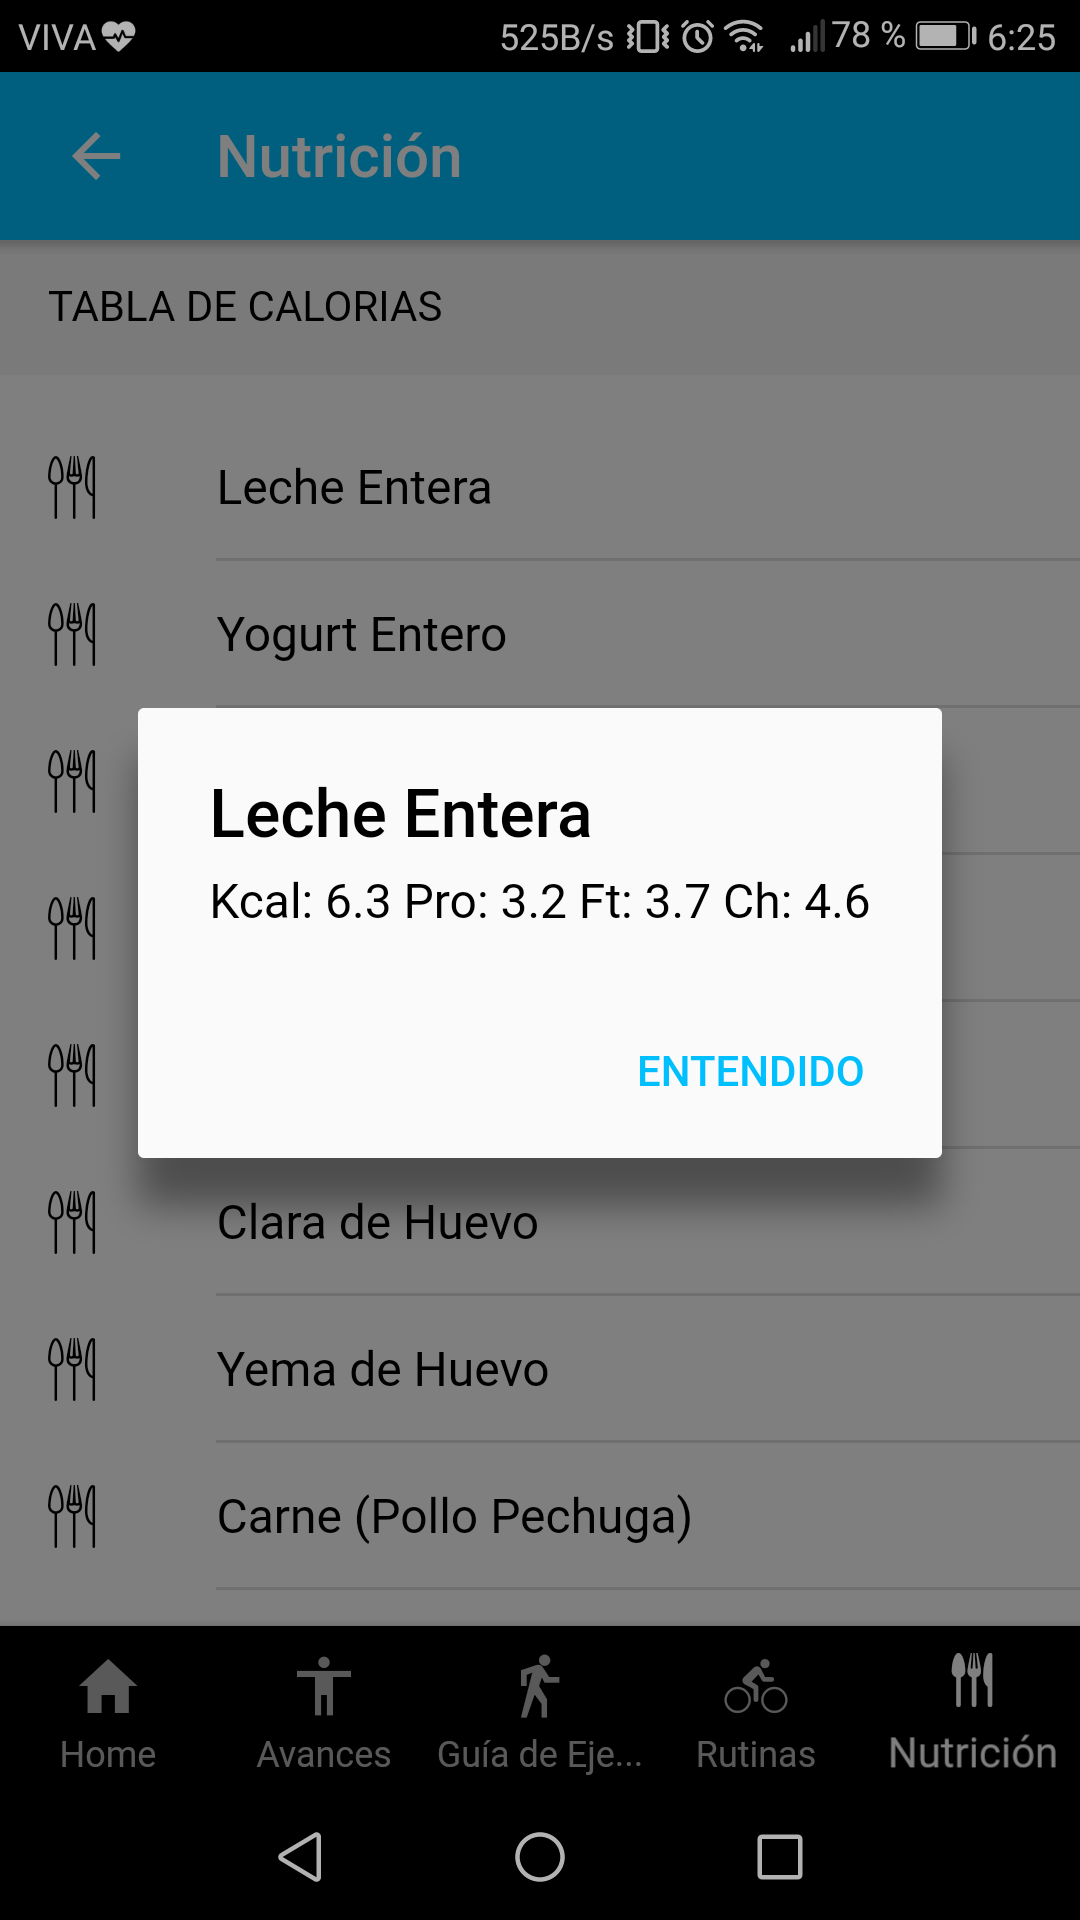 VIVA 525B/s 78 % 6:25
Nutrición
TABLA DE CALORIAS
Leche Entera
Yogurt Entero
Leche Entera
Kcal: 6.3 Pro: 3.2 Ft: 3.7 Ch: 4.6
ENTENDIDO
Clara de Huevo
Yema de Huevo
Carne (Pollo Pechuga)
Home Avances Guía de Eje... Rutinas Nutrición